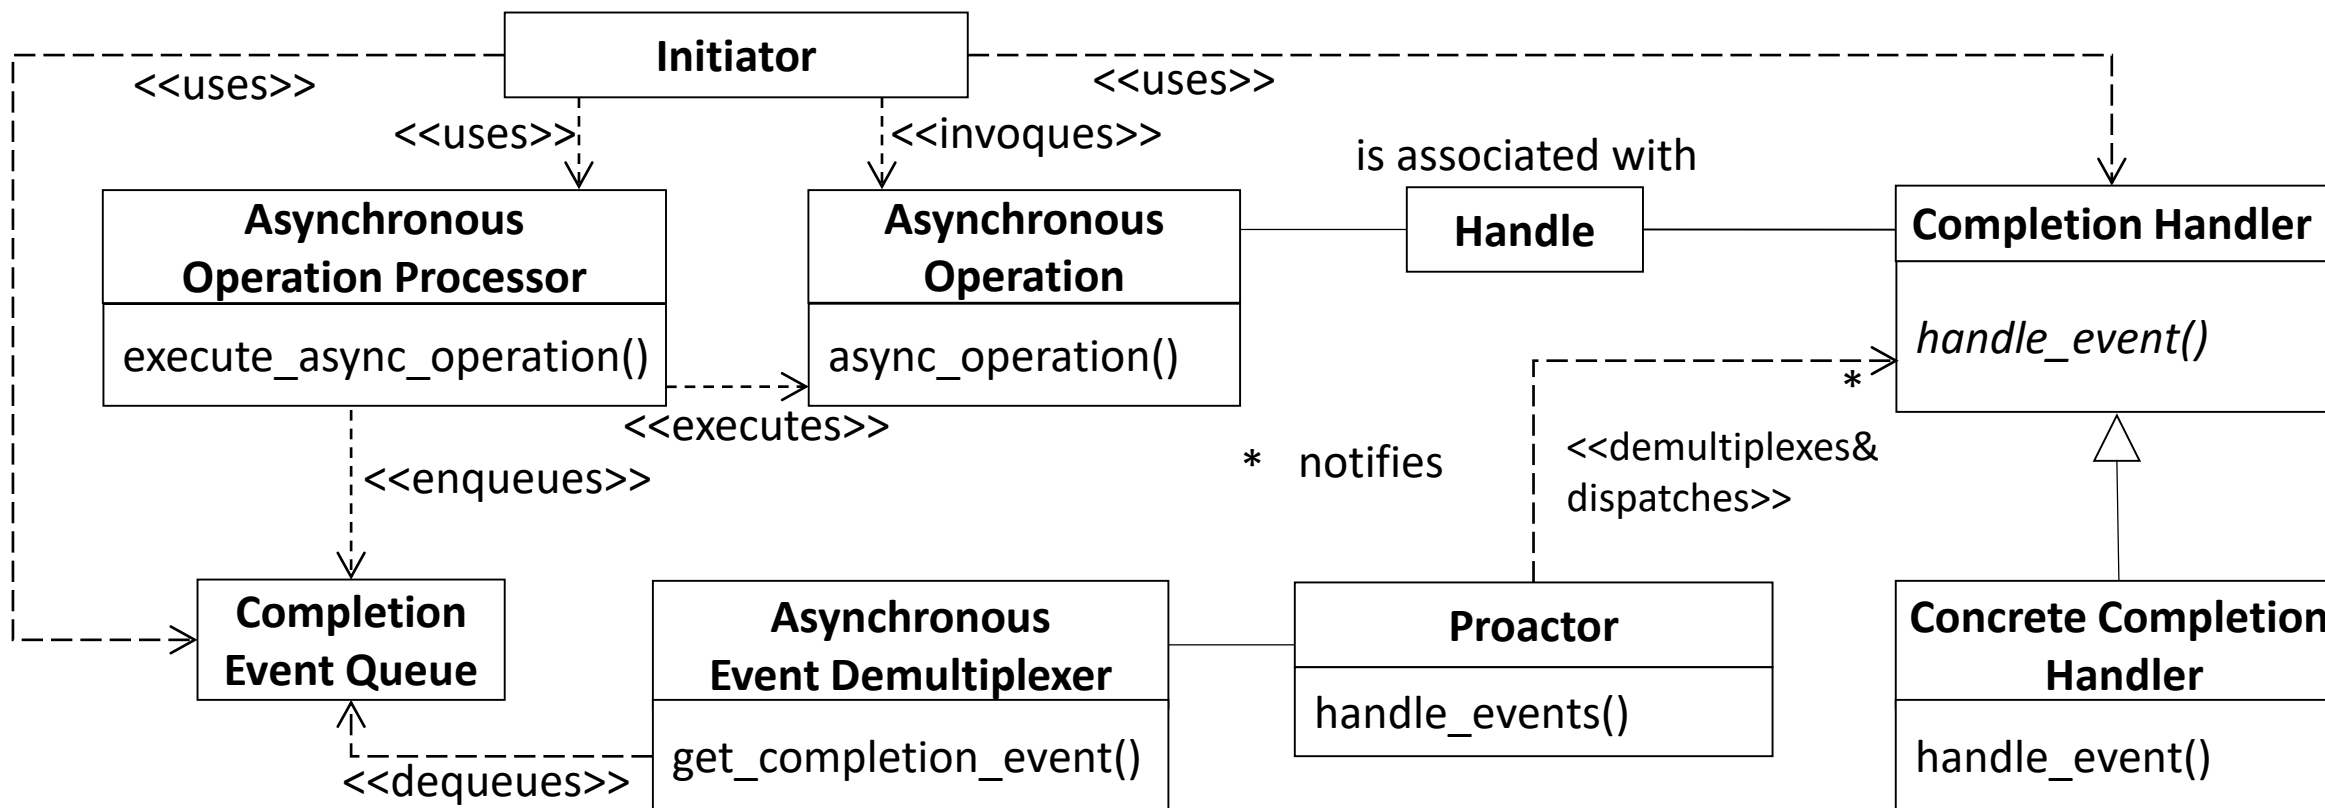 Initiator
<<uses>>
<<uses>>
<<uses>>
<<invoques>>
is associated with
Asynchronous
Operation Processor
execute_async_operation()
Asynchronous
Operation
async_operation()
Handle
Completion Handler
handle_event()
<<executes>>
<<enqueues>>
* notifies
*
<<demultiplexes&
dispatches>>
Completion
Event Queue
Asynchronous
Event Demultiplexer
get_completion_event()
Proactor
handle_events()
Concrete Completion
Handler
handle_event()
<<dequeues>>